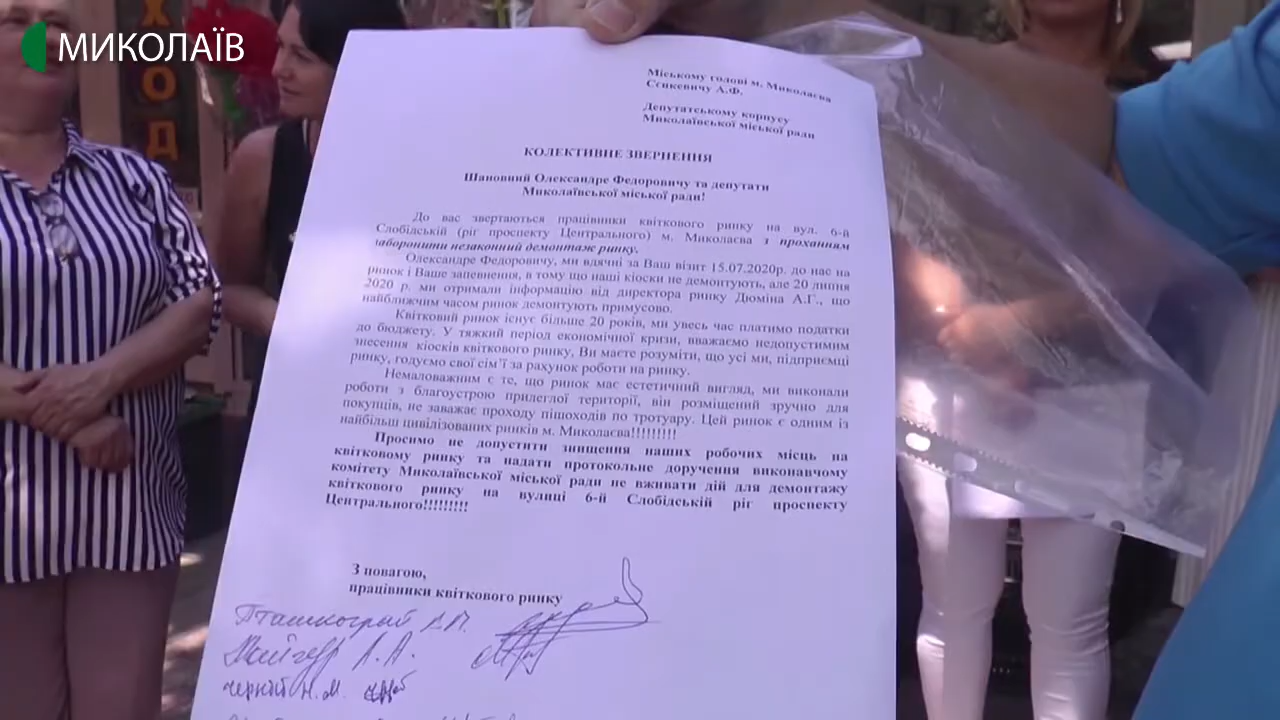 МИКОЛАЇВ
ХОД
Міському голові м. Миколаєва
Сєнкевичу А.Ф.
Депутатському корпусу
Миколаївської міської ради
КОЛЕКТИВНЕ ЗВЕРНЕННЯ
Шановний Олександре Федоровичу та депутати
Миколаївської міської ради!
До вас звертаються працівники квіткового ринку на вул. 6-й
Слобідській (ріг проспекту Центрального) м. Миколаєва з проханням
заборонити незаконний демонтаж ринку.
Олександре Федоровичу, ми вдячні за Ваш візит 15.07.2020р. до нас на
ринок і Ваше запевнення, в тому що наші кіоски не демонтують, але 20 липня
2020 р. ми отримали інформацію від директора ринку Дюміна А.Г., що
найближчим часом ринок демонтують примусово.
Квітковий ринок існує більше 20 років, ми увесь час платимо податки
до бюджету. У тяжкий період економічної кризи, вважаємо недопустимим
знесення кіосків квіткового ринку, Ви маєте розуміти, що усі ми, підприємці
ринку, годуємо свої сім'ї за рахунок роботи на ринку.
Немаловажним є те, що ринок має естетичний вигляд, ми виконали
роботи з благоустрою прилеглої території, він розміщений зручно для
покупців, не заважає проходу пішоходів по тротуару. Цей ринок є одним із
найбільш цивілізованих ринків м. Миколаєва!!!!!!!!!
Просимо не допустити знищення наших робочих місць на
квітковому ринку та надати протокольне доручення виконавчому
комітету Миколаївської міської ради не вживати дій для демонтажу
квіткового ринку на вулиці 6-й Слобідській ріг проспекту
Центрального!!!!!!!!!
З повагою,
працівники квіткового ринку
А.А.
Черній Н.М.